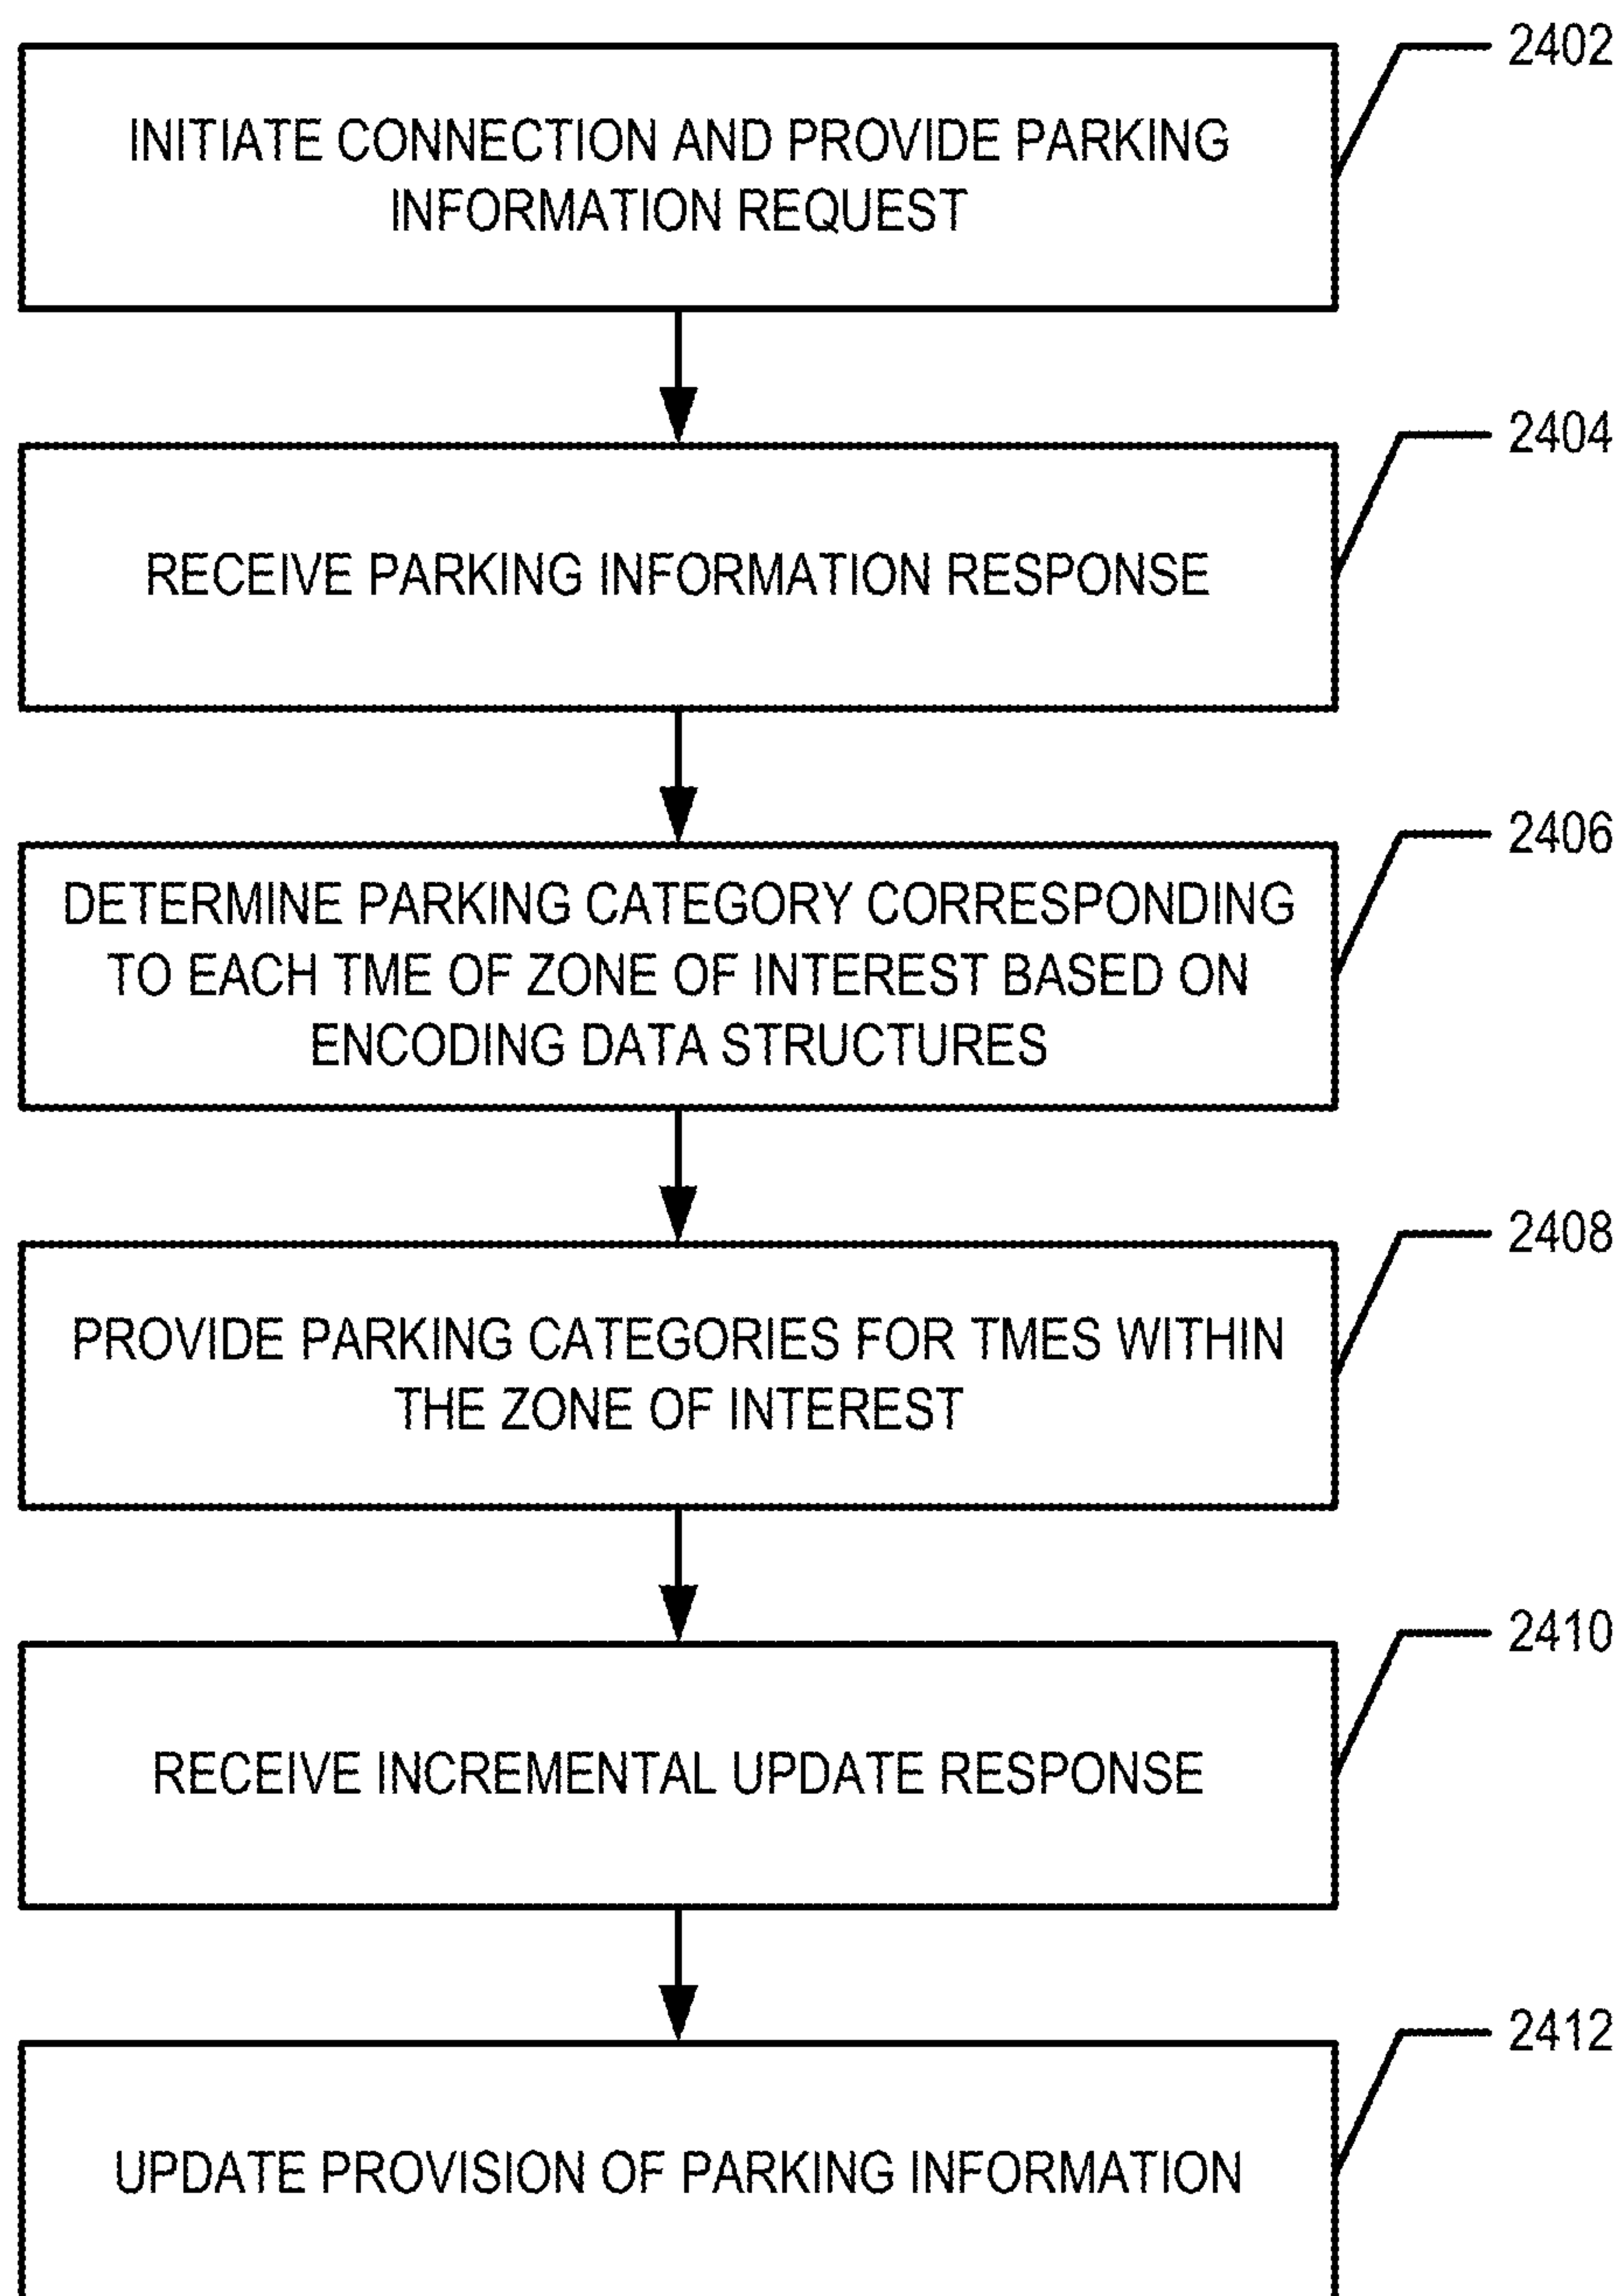 2402
INITIATE CONNECTION AND PROVIDE PARKING
INFORMATION REQUEST
2404
RECEIVE PARKING INFORMATION RESPONSE
2406
DETERMINE PARKING CATEGORY CORRESPONDING
TO EACH TME OF ZONE OF INTEREST BASED ON
ENCODING DATA STRUCTURES
2408
PROVIDE PARKING CATEGORIES FOR TMES WITHIN
THE ZONE OF INTEREST
2410
RECEIVE INCREMENTAL UPDATE RESPONSE
2412
UPDATE PROVISION OF PARKING INFORMATION